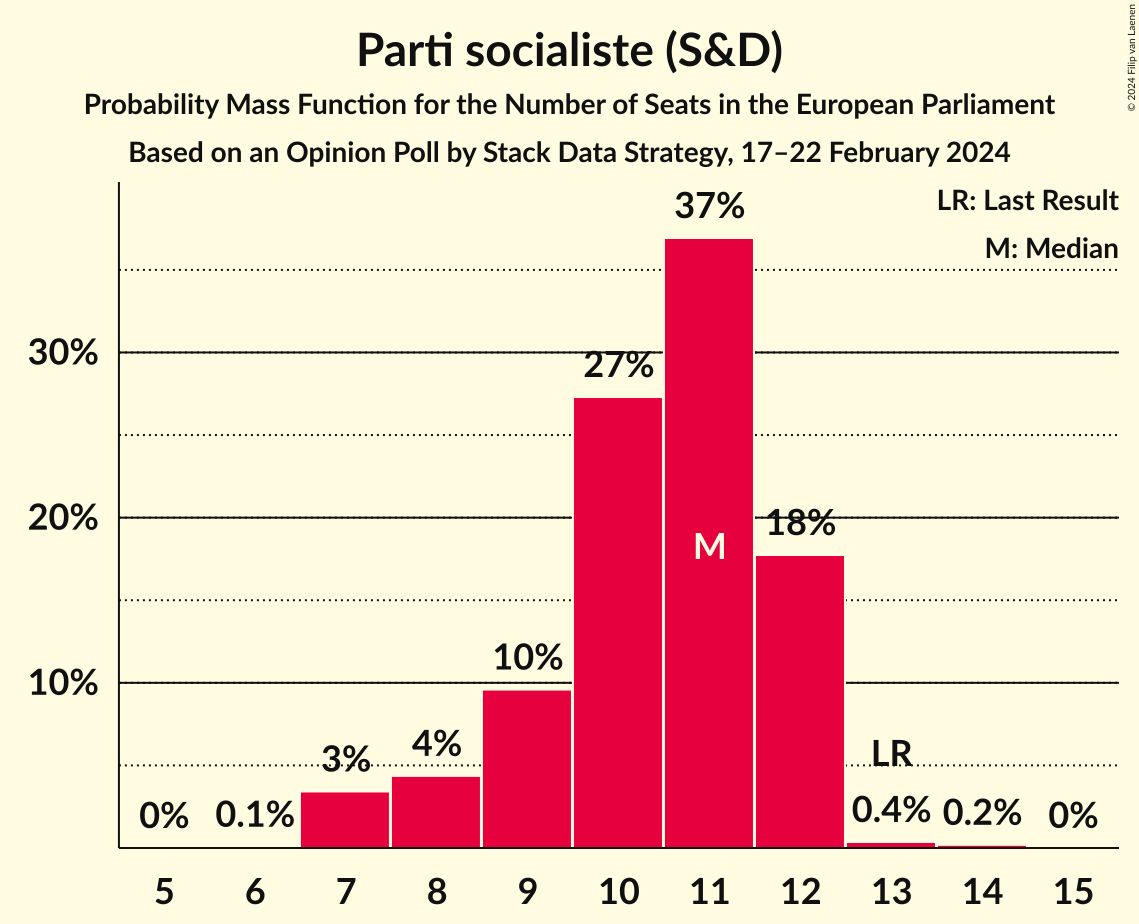 Parti socialiste (S&D)
Probability Mass Function for the Number of Seats in the European Parliament
Based on an Opinion Poll by Stack Data Strategy, 17–22 February 2024
© 2024 Filip van Laenen
LR: Last Result
M: Median
37%
30%
27%
20%
18%
M
10%
10%
4%
3%
LR
0%
0.1%
0.4%
0.2%
0%
5 6 7 8 9 10 11 12 13 14 15